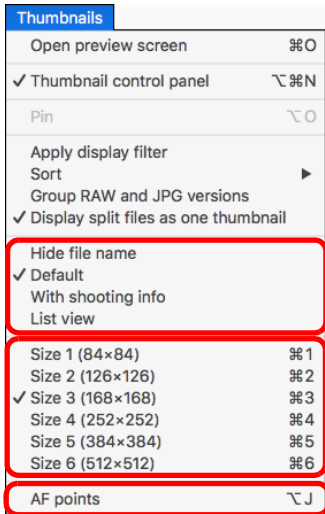 Thumbnails
Open preview screen ⌘O
✓ Thumbnail control panel ⌥⌘N
Pin ⌥O
Apply display filter
Sort ▶
Group RAW and JPG versions
✓ Display split files as one thumbnail
Hide file name
✓ Default
With shooting info
List view
Size 1 (84×84) ⌘1
Size 2 (126×126) ⌘2
✓ Size 3 (168×168) ⌘3
Size 4 (252×252) ⌘4
Size 5 (384×384) ⌘5
Size 6 (512×512) ⌘6
AF points ⌥J